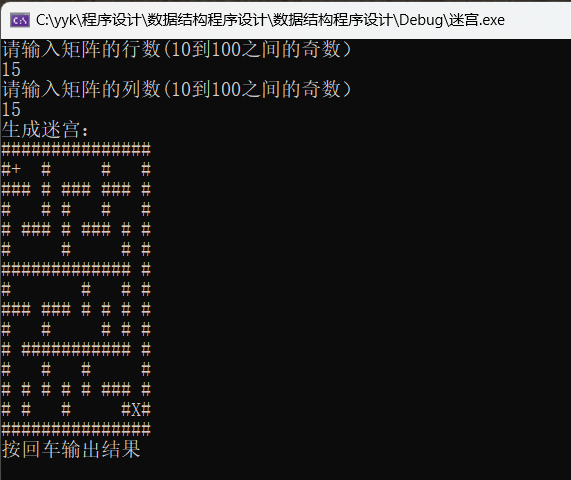 C:\yyk\程序设计\数据结构程序设计\数据结构程序设计\Debug\迷宫.exe
请输入矩阵的行数(10到100之间的奇数)
15
请输入矩阵的列数(10到100之间的奇数)
15
生成迷宫:
###############
#+  #     #   #
### # ### ### #
#   # #   #   #
# ### # ### # #
#     #     # #
############# #
#       #   # #
### ### # # # #
#   #     # # #
# ########### #
#   #   #     #
# # # # # ### #
# #   #     #X#
###############
按回车输出结果